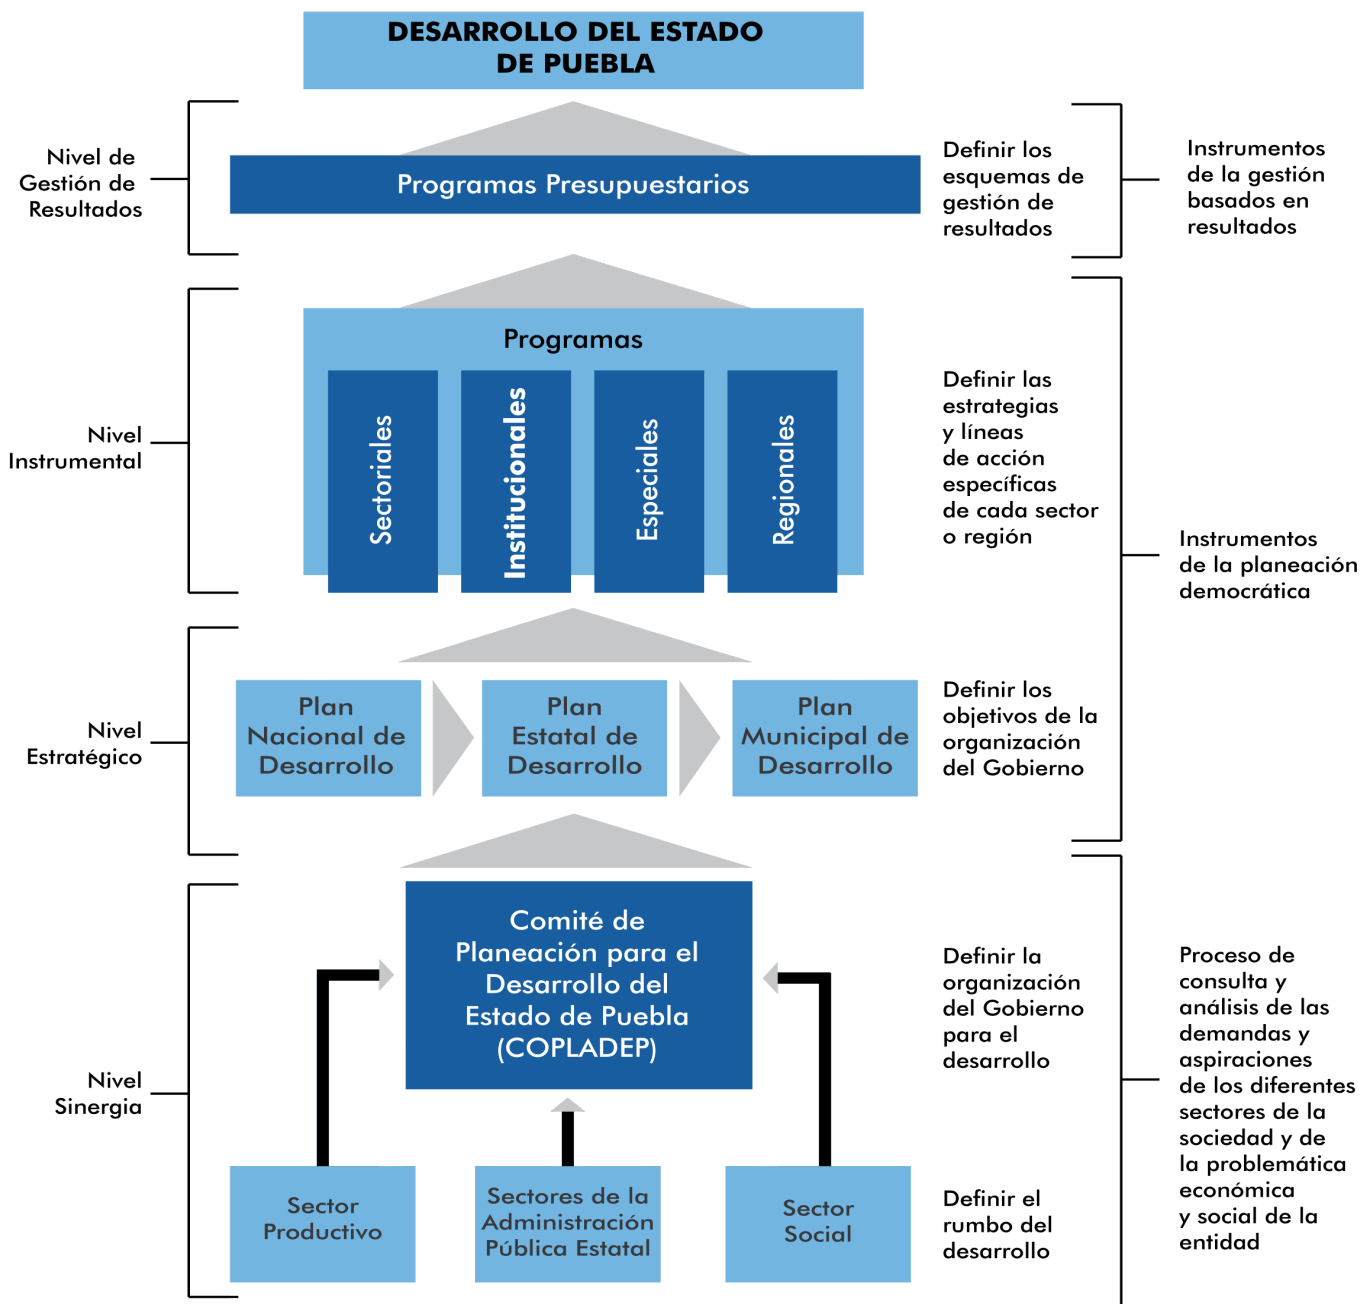 DESARROLLO DEL ESTADO
DE PUEBLA
Nivel de
Gestión de
Resultados
Programas Presupuestarios
Definir los
esquemas de
gestión de
resultados
Instrumentos
de la gestión
basados en
resultados
Nivel
Instrumental
Programas
Sectoriales
Institucionales
Especiales
Regionales
Definir las
estrategias
y líneas
de acción
específicas
de cada sector
o región
Instrumentos
de la planeación
democrática
Nivel
Estratégico
Plan
Nacional de
Desarrollo
Plan
Estatal de
Desarrollo
Plan
Municipal de
Desarrollo
Definir los
objetivos de la
organización
del Gobierno
Nivel
Sinergia
Comité de
Planeación para el
Desarrollo del
Estado de Puebla
(COPLADEP)
Definir la
organización
del Gobierno
para el
desarrollo
Sector
Productivo
Sectores de la
Administración
Pública Estatal
Sector
Social
Definir el
rumbo del
desarrollo
Proceso de
consulta y
análisis de las
demandas y
aspiraciones
de los diferentes
sectores de la
sociedad y de
la problemática
económica
y social de la
entidad